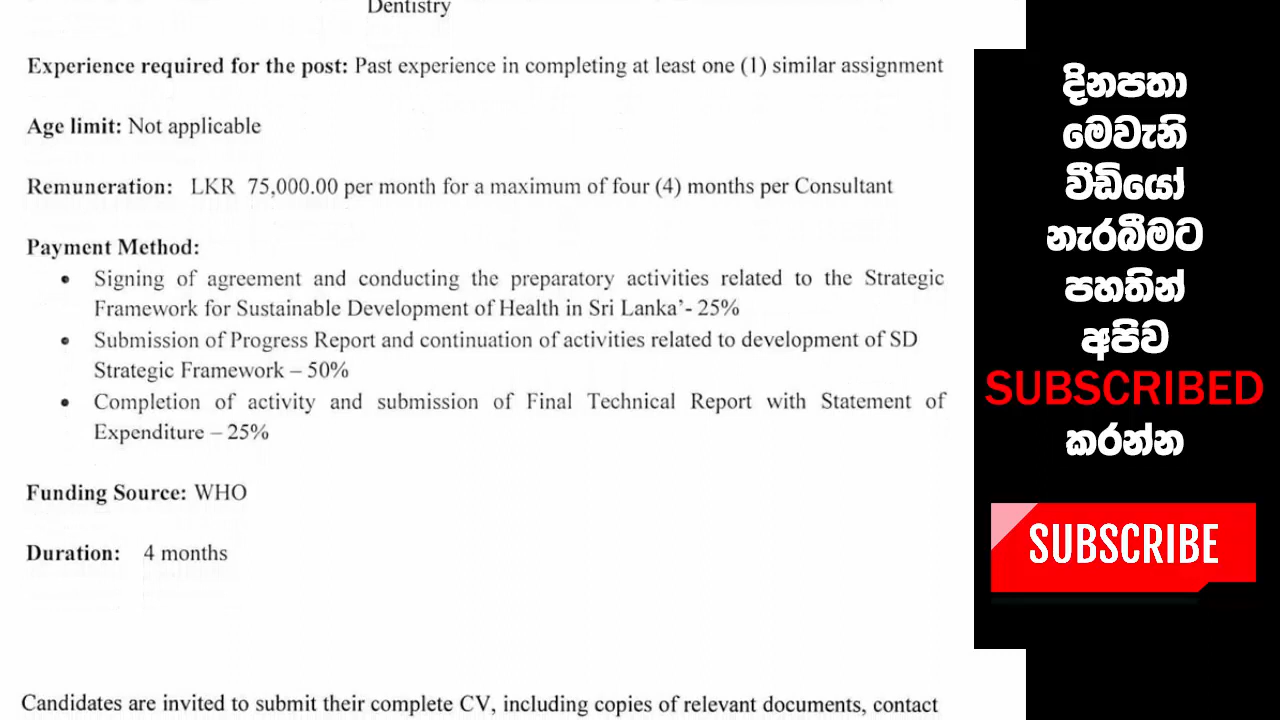 Dentistry
Experience required for the post: Past experience in completing at least one (1) similar assignment
Age limit: Not applicable
Remuneration: LKR 75,000.00 per month for a maximum of four (4) months per Consultant
Payment Method:
• Signing of agreement and conducting the preparatory activities related to the Strategic
Framework for Sustainable Development of Health in Sri Lanka’- 25%
• Submission of Progress Report and continuation of activities related to development of SD
Strategic Framework – 50%
• Completion of activity and submission of Final Technical Report with Statement of
Expenditure – 25%
Funding Source: WHO
Duration: 4 months
Candidates are invited to submit their complete CV, including copies of relevant documents, contact
දිනපතා
මෙවැනි
වීඩියෝ
නැරබීමට
පහතින්
අපිව
SUBSCRIBED
කරන්න
SUBSCRIBE